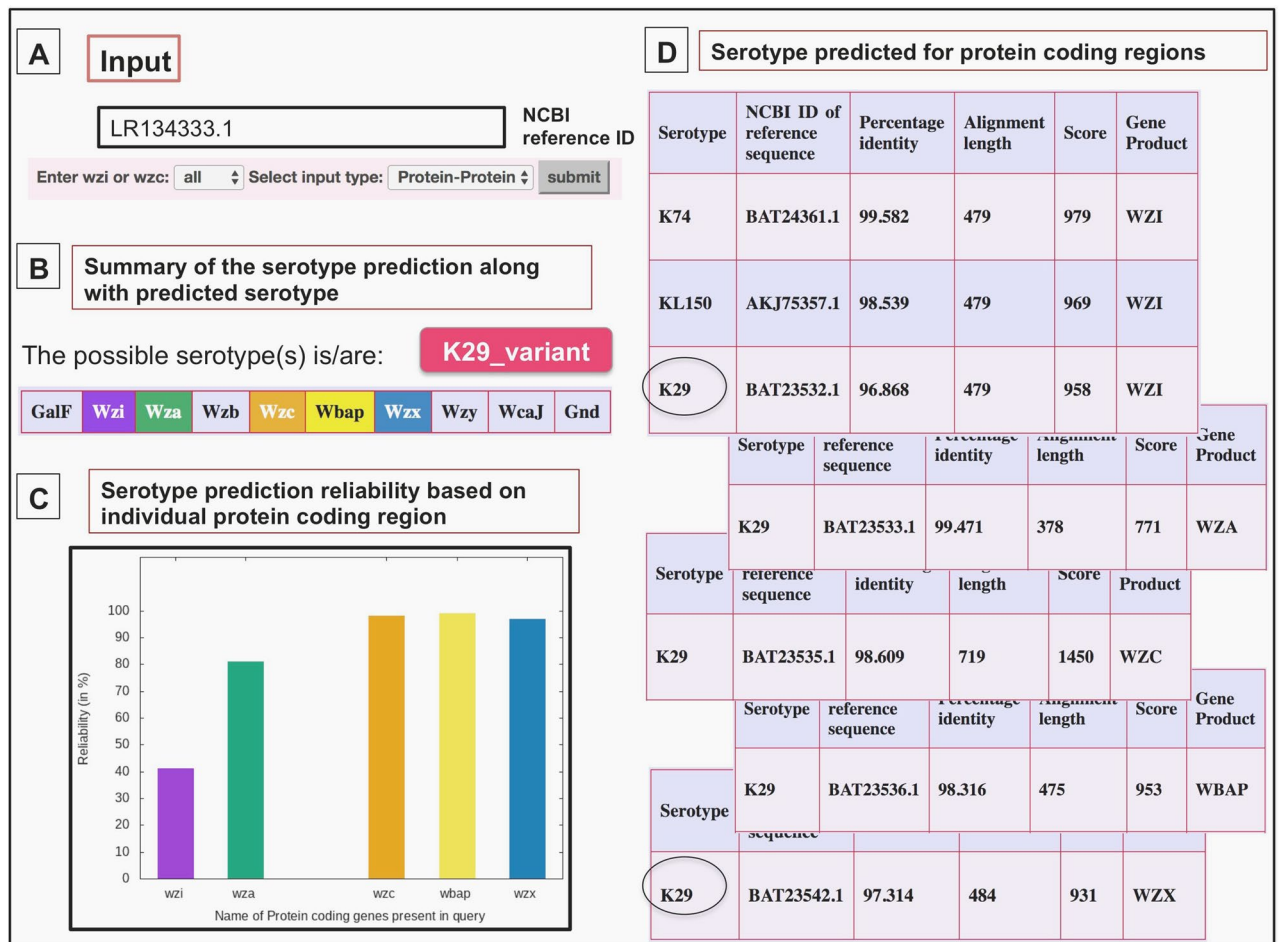 A
Input
LR134333.1
NCBI
reference ID
Enter wzi or wzc: all Select input type: Protein-Protein submit
B
Summary of the serotype prediction along
with predicted serotype
The possible serotype(s) is/are: K29_variant
GalF Wzi Wza Wzb Wzc Wbap Wzx Wzy WcaJ Gnd
C
Serotype prediction reliability based on
individual protein coding region
Reliability (in %)
100
90
80
70
60
50
40
30
20
10
0
wzi wza wzc wbap wzx
Name of Protein coding genes present in query
D
Serotype predicted for protein coding regions
Serotype NCBI ID of reference sequence Percentage identity Alignment length Score Gene Product
K74 BAT24361.1 99.582 479 979 WZI
KL150 AKJ75357.1 98.539 479 969 WZI
K29 BAT23532.1 96.868 479 958 WZI
Serotype reference sequence Percentage identity Alignment length Score Gene Product
K29 BAT23533.1 99.471 378 771 WZA
Serotype reference sequence identity length Score Product
K29 BAT23535.1 98.609 719 1450 WZC
Serotype reference sequence Percentage identity Alignment length Score Gene Product
K29 BAT23536.1 98.316 475 953 WBAP
Serotype sequence
K29 BAT23542.1 97.314 484 931 WZX